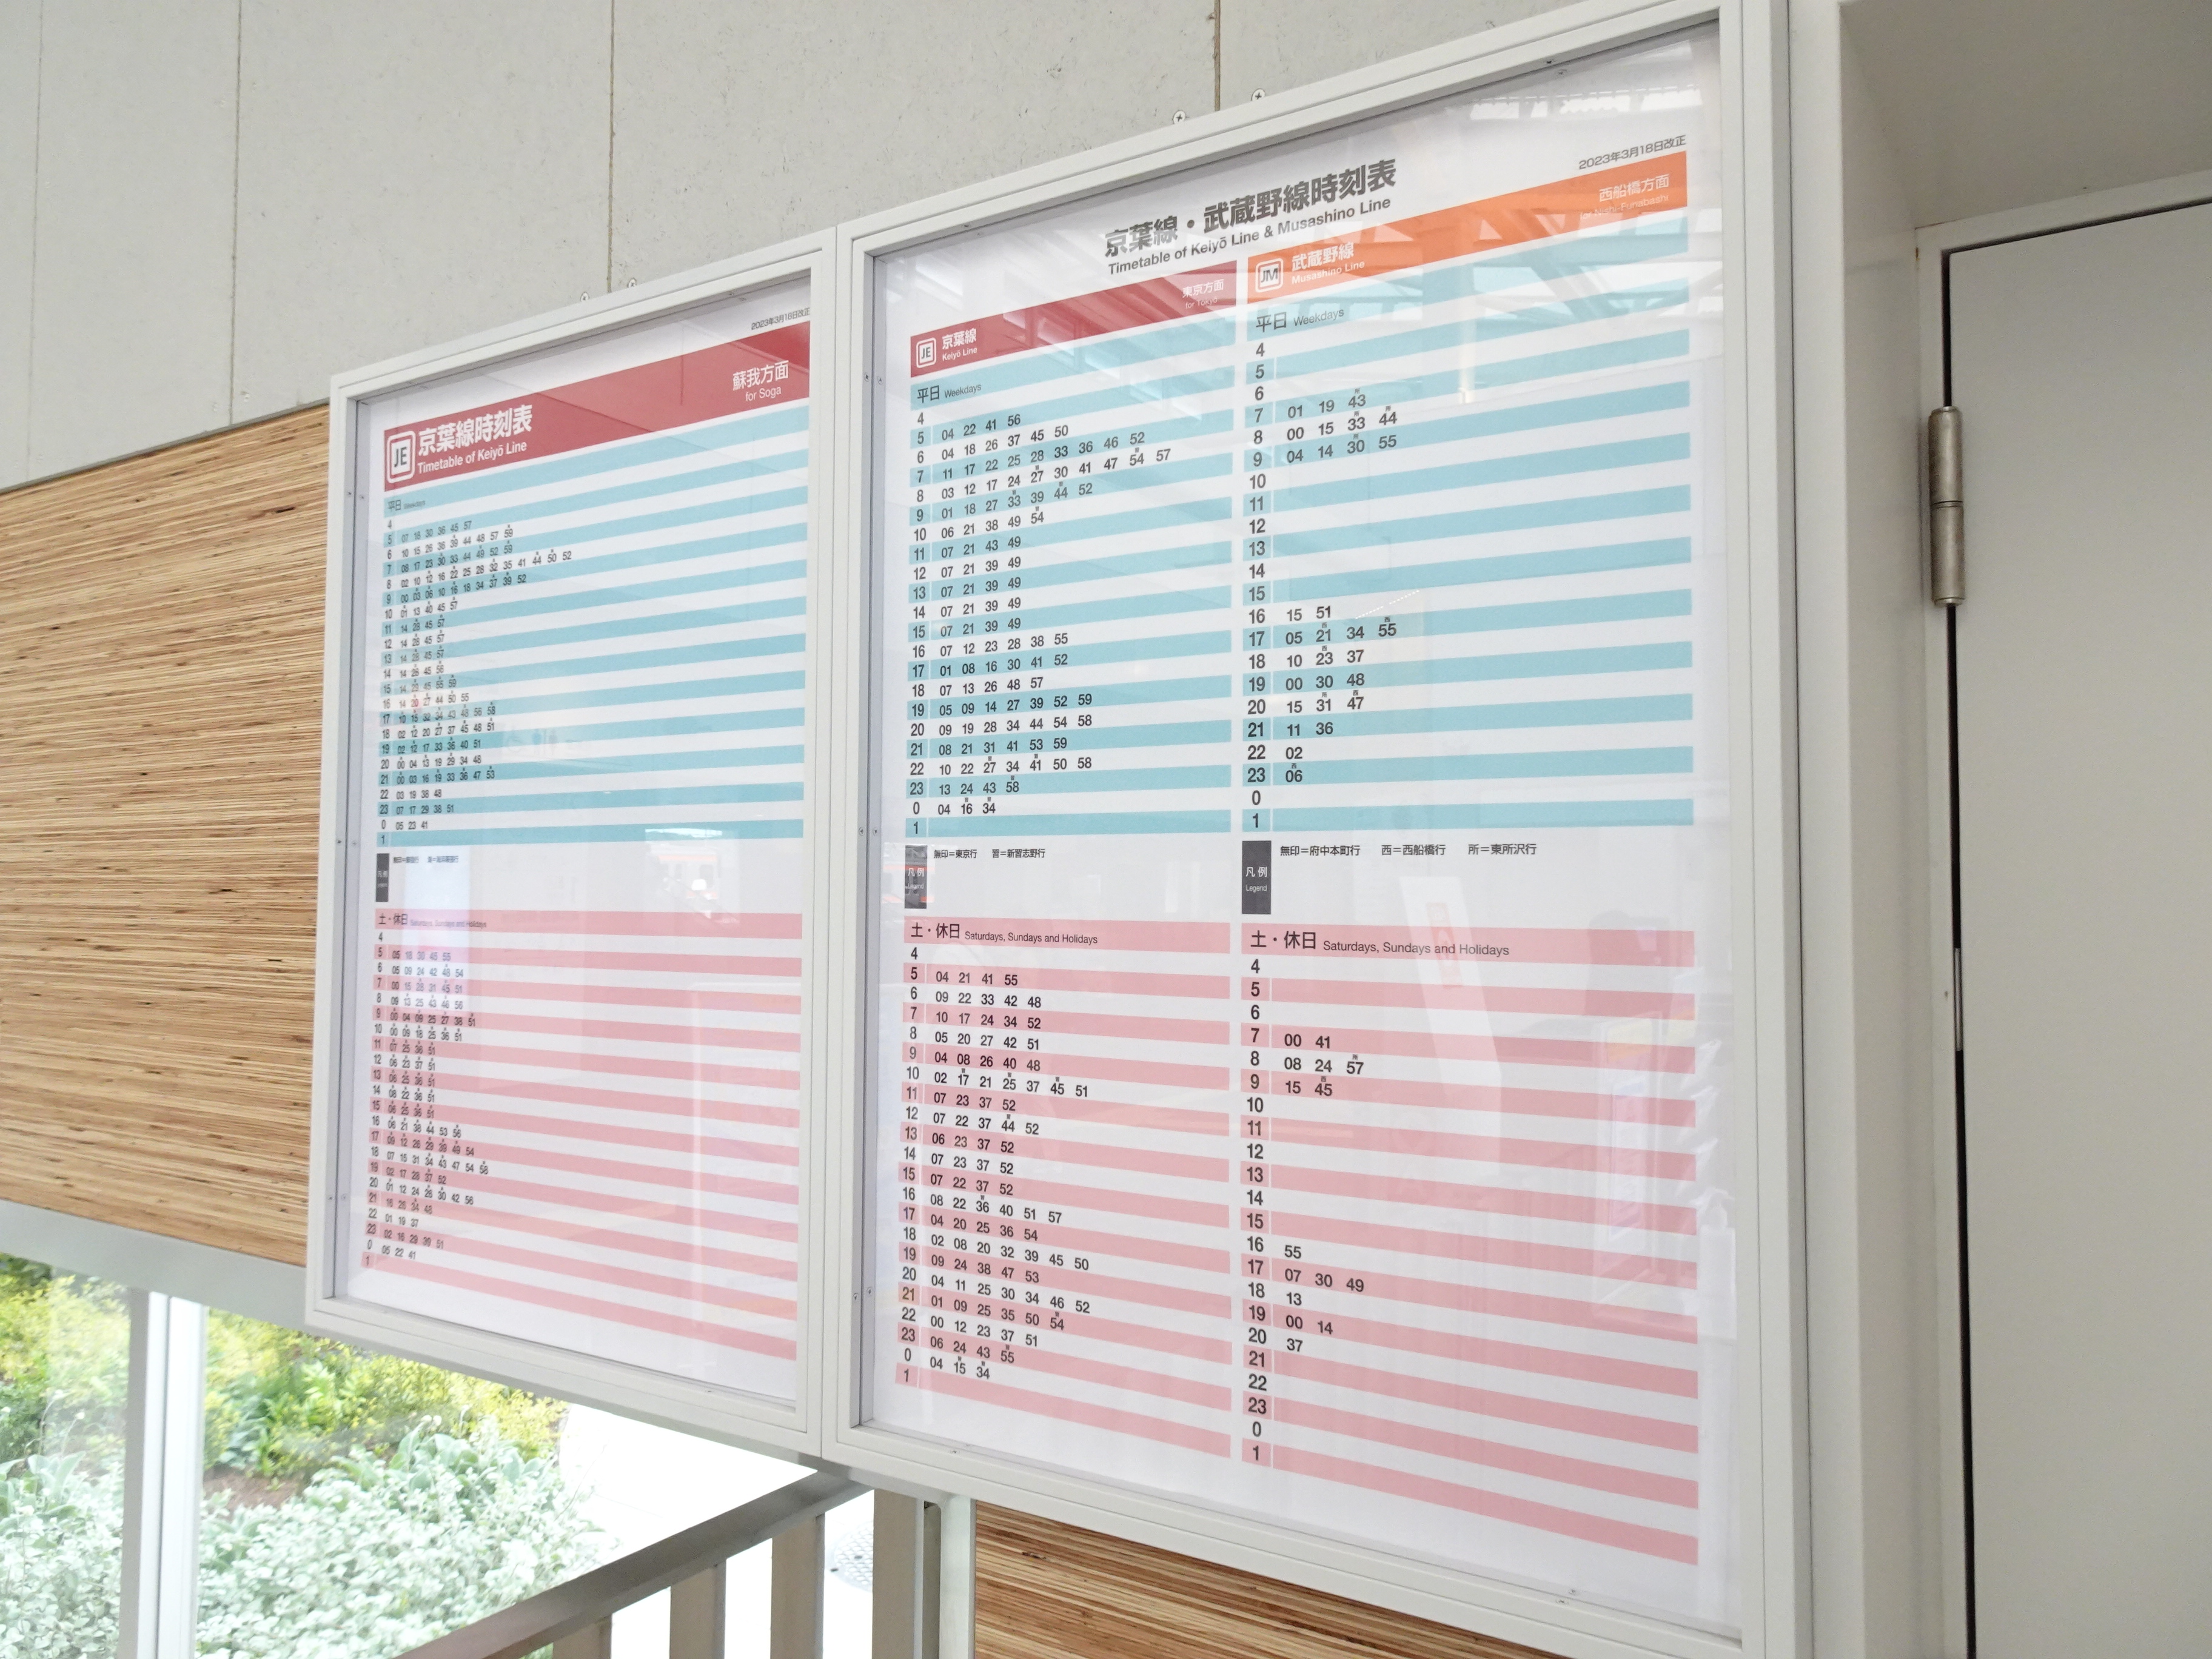 2023年3月18日改正
蘇我方面
for Soga
JE 京葉線時刻表
Timetable of Keiyō Line
平日 Weekdays
4
5 07 18 30 36 45 57
6 10 15 26 36 39 44 48 57 59
7 08 17 23 30 33 44 49 52 59
8 02 10 12 16 22 25 28 32 35 41 44 50 52
9 00 03 06 10 16 18 34 37 39 52
10 01 13 40 45 57
11 14 28 45 57
12 14 28 45 57
13 14 28 45 57
14 14 28 45 56
15 14 28 45 55 59
16 14 20 27 44 50 55
17 10 15 32 34 43 48 56 58
18 02 12 20 27 37 45 48 51
19 02 12 17 33 36 40 51
20 00 04 13 19 29 34 48
21 00 03 16 19 33 36 47 53
22 03 19 38 48
23 07 17 29 38 51
0 05 23 41
1
凡例
土・休日 Saturdays, Sundays and Holidays
4
5 05 18 30 45 55
6 05 09 24 42 48 54
7 00 15 28 31 45 51
8 09 13 25 43 46 56
9 00 04 09 25 27 38 51
10 00 09 18 25 36 51
11 07 25 36 51
12 06 23 37 51
13 06 25 36 51
14 08 22 36 51
15 06 25 36 51
16 06 21 38 44 53 56
17 09 12 26 29 39 49 54
18 07 15 31 34 43 47 54 58
19 02 17 28 37 52
20 01 12 24 28 30 42 56
21 16 26 34 48
22 01 19 37
23 02 16 29 39 51
0 05 22 41
1
2023年3月18日改正
京葉線・武蔵野線時刻表
Timetable of Keiyō Line & Musashino Line
JE 京葉線
Keiyō Line
東京方面
for Tokyo
平日 Weekdays
4
5 04 22 41 56
6 04 18 26 37 45 50
7 11 17 22 25 28 33 36 46 52
8 03 12 17 24 27 30 41 47 54 57
9 01 18 27 33 39 44 52
10 06 21 38 49 54
11 07 21 43 49
12 07 21 39 49
13 07 21 39 49
14 07 21 39 49
15 07 21 39 49
16 07 12 23 28 38 55
17 01 08 16 30 41 52
18 07 13 26 48 57
19 05 09 14 27 39 52 59
20 09 19 28 34 44 54 58
21 08 21 31 41 53 59
22 10 22 27 34 41 50 58
23 13 24 43 58
0 04 16 34
1
凡例 Legend
無印=東京行 習=新習志野行
土・休日 Saturdays, Sundays and Holidays
4
5 04 21 41 55
6 09 22 33 42 48
7 10 17 24 34 52
8 05 20 27 42 51
9 04 08 26 40 48
10 02 17 21 25 37 45 51
11 07 23 37 52
12 07 22 37 44 52
13 06 23 37 52
14 07 23 37 52
15 07 22 37 52
16 08 22 36 40 51 57
17 04 20 25 36 54
18 02 08 20 32 39 45 50
19 09 24 38 47 53
20 04 11 25 30 34 46 52
21 01 09 25 35 50 54
22 00 12 23 37 51
23 06 24 43 55
0 04 15 34
1
JM 武蔵野線
Musashino Line
西船橋方面
for Nishi-Funabashi
平日 Weekdays
4
5
6
7 01 19 43
8 00 15 33 44
9 04 14 30 55
10
11
12
13
14
15
16 15 51
17 05 21 34 55
18 10 23 37
19 00 30 48
20 15 31 47
21 11 36
22 02
23 06
0
1
凡例 Legend
無印=府中本町行 西=西船橋行 所=東所沢行
土・休日 Saturdays, Sundays and Holidays
4
5
6
7 00 41
8 08 24 57
9 15 45
10
11
12
13
14
15
16 55
17 07 30 49
18 13
19 00 14
20 37
21
22
23
0
1